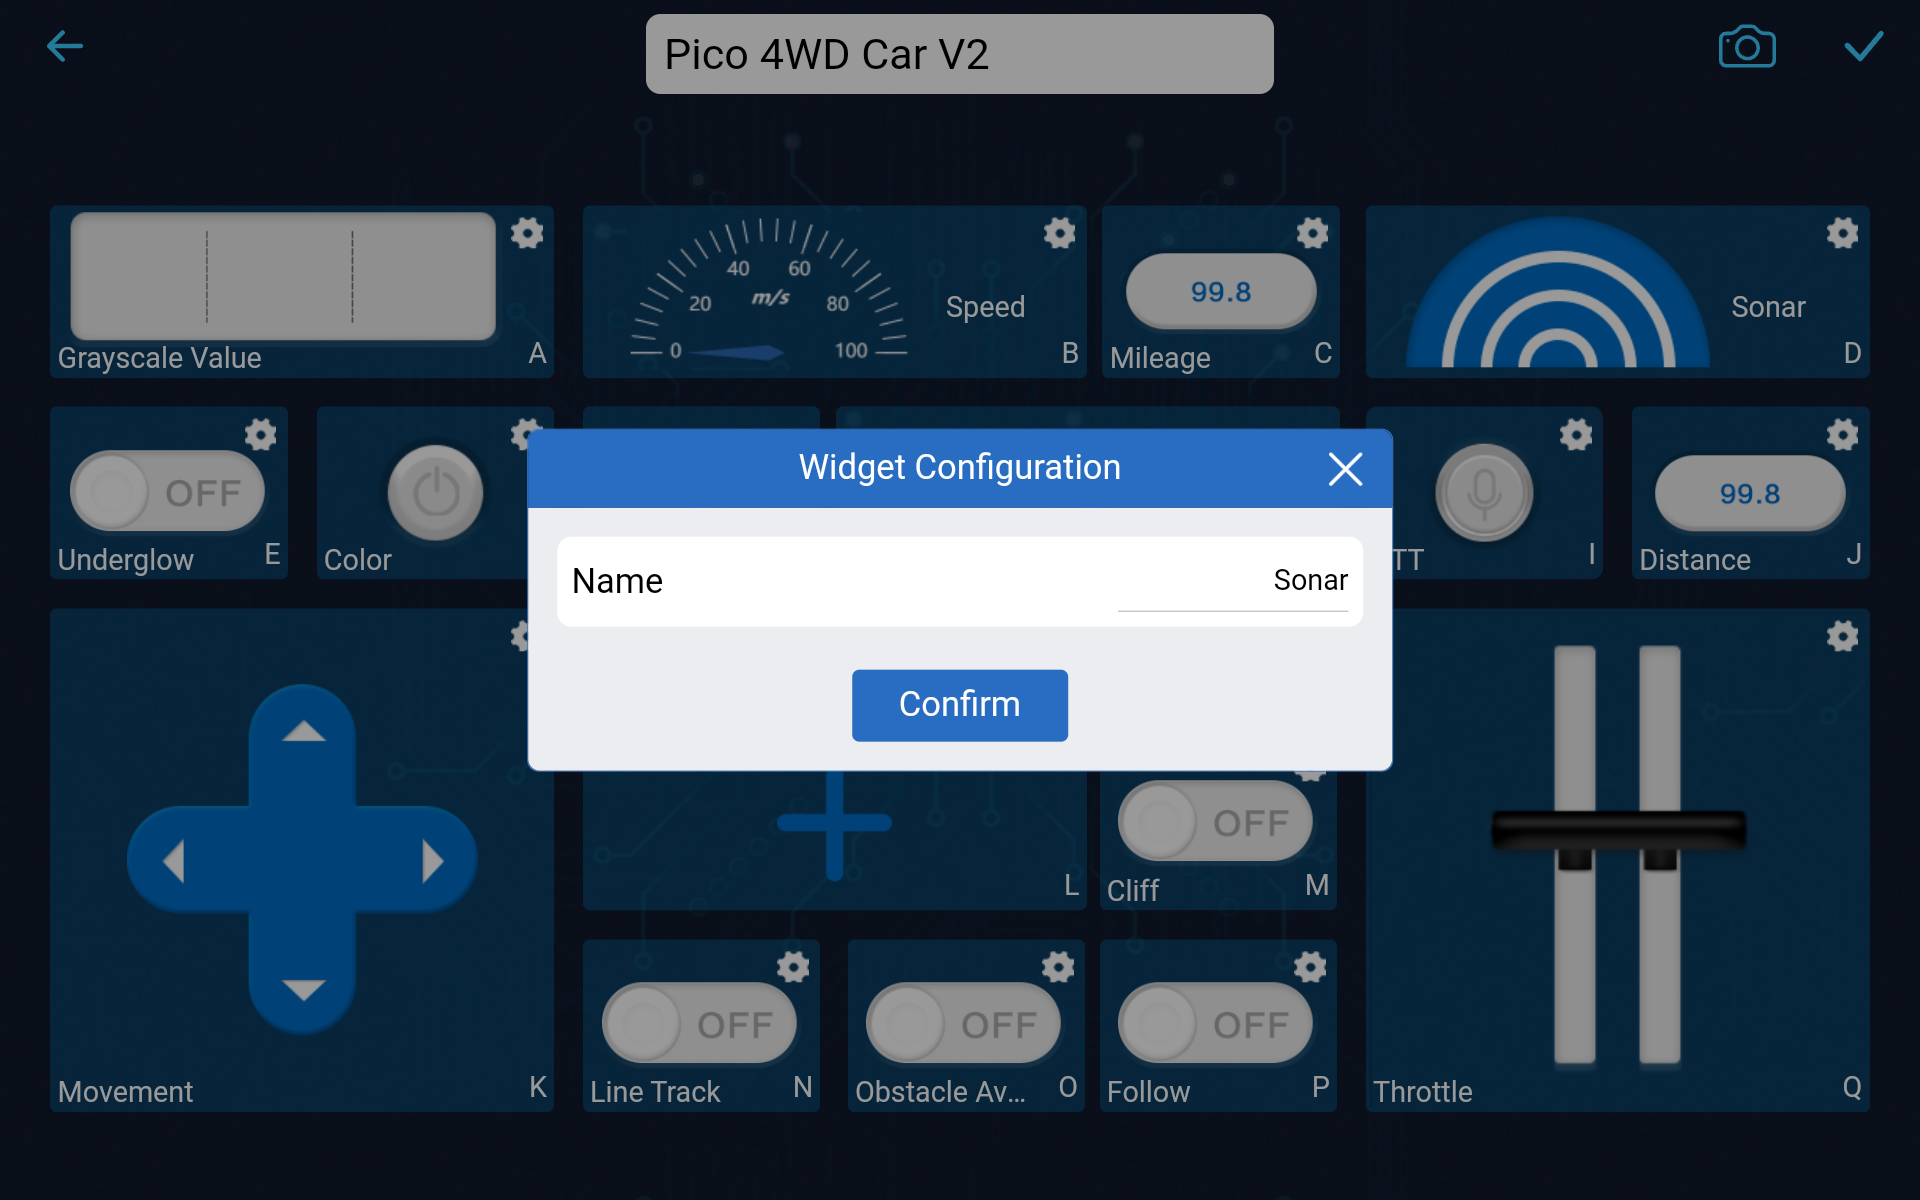 Pico 4WD Car V2
Grayscale Value
A
0
20
40
60
80
100
m/s
Speed
B
99.8
Mileage
C
Sonar
D
OFF
Underglow
E
Color
TT
I
99.8
Distance
J
Widget Configuration
Name
Sonar
Confirm
Movement
K
L
OFF
Cliff
M
OFF
Line Track
N
OFF
Obstacle Av...
O
OFF
Follow
P
Throttle
Q